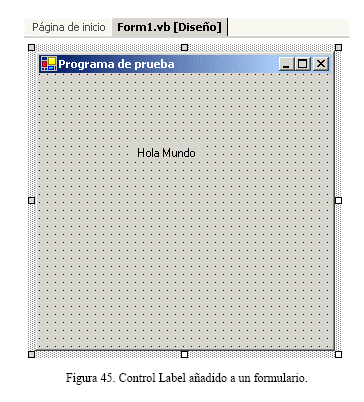 Página de inicio Form1.vb [Diseño]
Programa de prueba
Hola Mundo
Figura 45. Control Label añadido a un formulario.